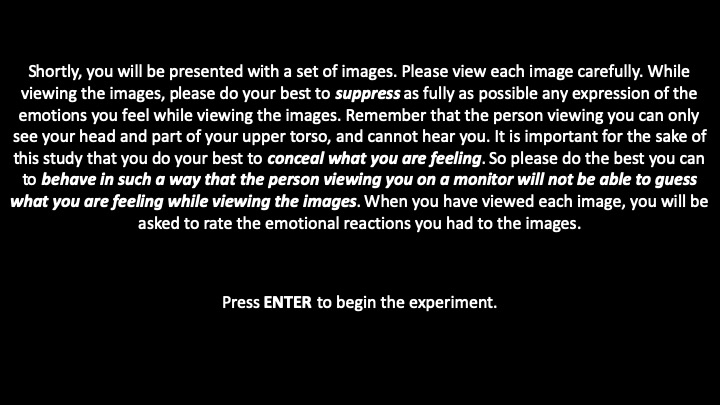 Shortly, you will be presented with a set of images. Please view each image carefully. While
viewing the images, please do your best to suppress as fully as possible any expression of the
emotions you feel while viewing the images. Remember that the person viewing you can only
see your head and part of your upper torso, and cannot hear you. It is important for the sake of
this study that you do your best to conceal what you are feeling. So please do the best you can
to behave in such a way that the person viewing you on a monitor will not be able to guess
what you are feeling while viewing the images. When you have viewed each image, you will be
asked to rate the emotional reactions you had to the images.
Press ENTER to begin the experiment.